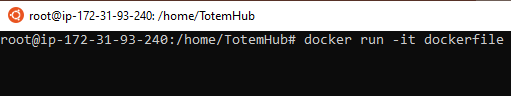 root@ip-172-31-93-240: /home/TotemHub
root@ip-172-31-93-240:/home/TotemHub# docker run -it dockerfile